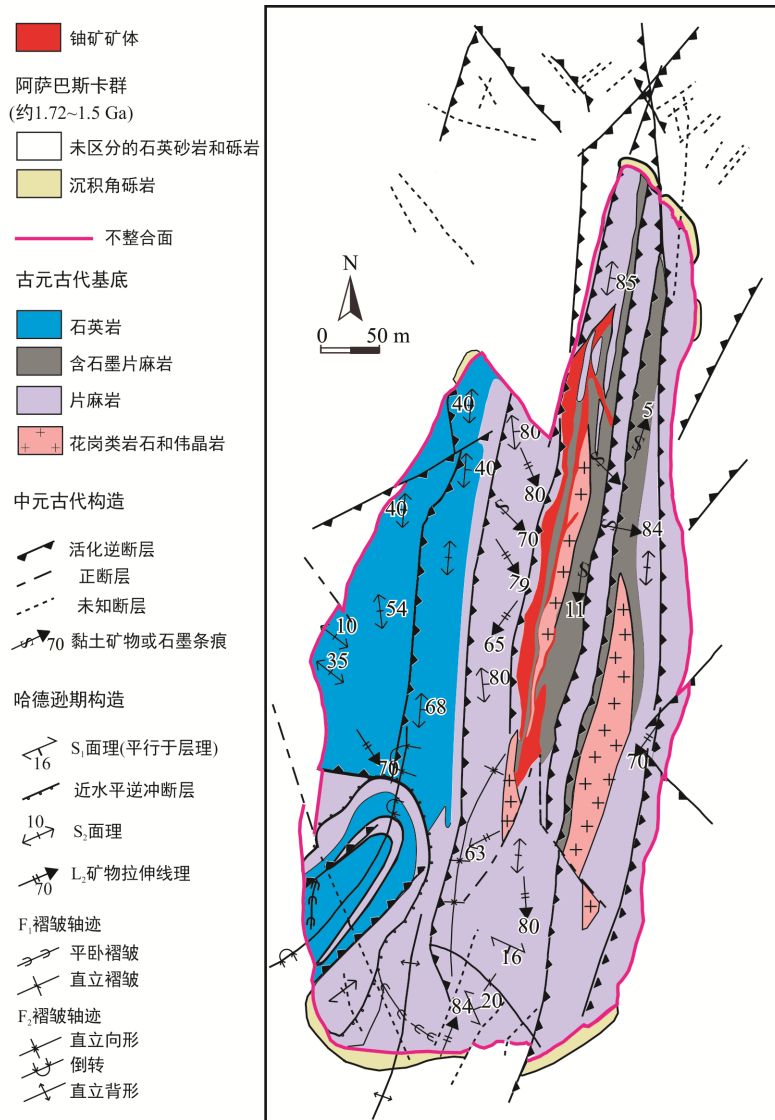 铀矿矿体
阿萨巴斯卡群
(约1.72~1.5 Ga)
未区分的石英砂岩和砾岩
沉积角砾岩
不整合面
古元古代基底
石英岩
含石墨片麻岩
片麻岩
花岗类岩石和伟晶岩
中元古代构造
活化逆断层
正断层
未知断层
S 70 黏土矿物或石墨条痕
哈德逊期构造
16 S₁面理(平行于层理)
近水平逆冲断层
10 S₂面理
70 L₂矿物拉伸线理
F₁褶皱轴迹
平卧褶皱
直立褶皱
F₂褶皱轴迹
直立向形
倒转
直立背形
N
0 50 m
85
40
5
80
40
80
S
S
40
S
70
S
84
79
S
54
11
10
65
35
80
68
70
70
63
80
16
20
84